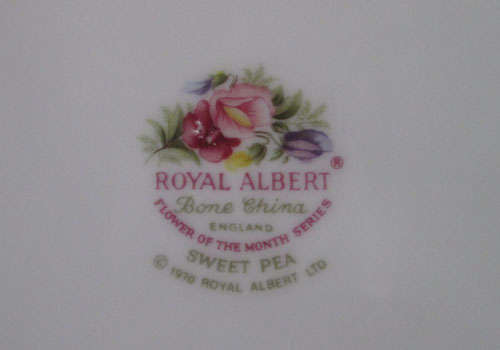 ROYAL ALBERT®
Bone China
ENGLAND
FLOWER OF THE MONTH SERIES
SWEET PEA
© 1970 ROYAL ALBERT LTD